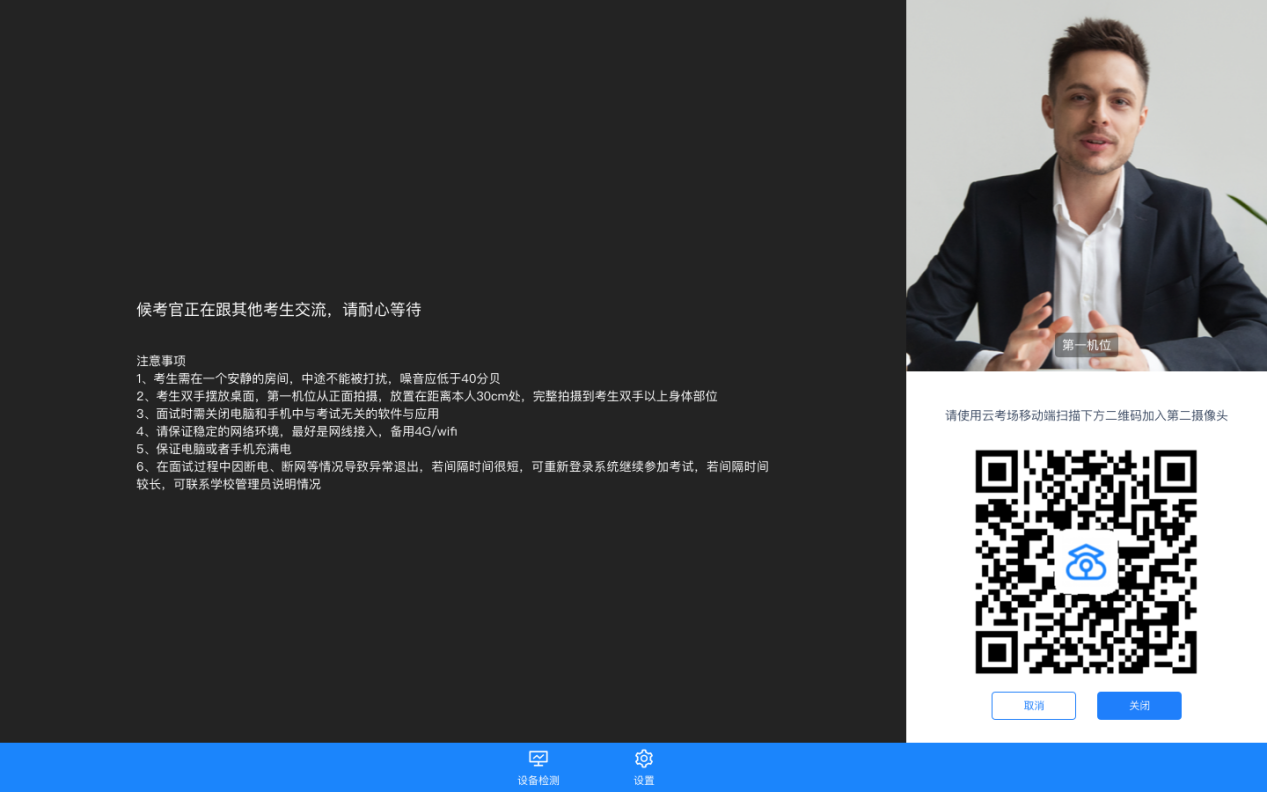 候考官正在跟其他考生交流，请耐心等待
注意事项
1、考生需在一个安静的房间，中途不能被打扰，噪音应低于40分贝
2、考生双手摆放桌面，第一机位从正面拍摄，放置在距离本人30cm处，完整拍摄到考生双手以上身体部位
3、面试时需关闭电脑和手机中与考试无关的软件与应用
4、请保证稳定的网络环境，最好是网线接入，备用4G/wifi
5、保证电脑或者手机充满电
6、在面试过程中因断电、断网等情况导致异常退出，若间隔时间很短，可重新登录系统继续参加考试，若间隔时间
较长，可联系学校管理员说明情况
第一机位
请使用云考场移动端扫描下方二维码加入第二摄像头
取消
关闭
设备检测
设置